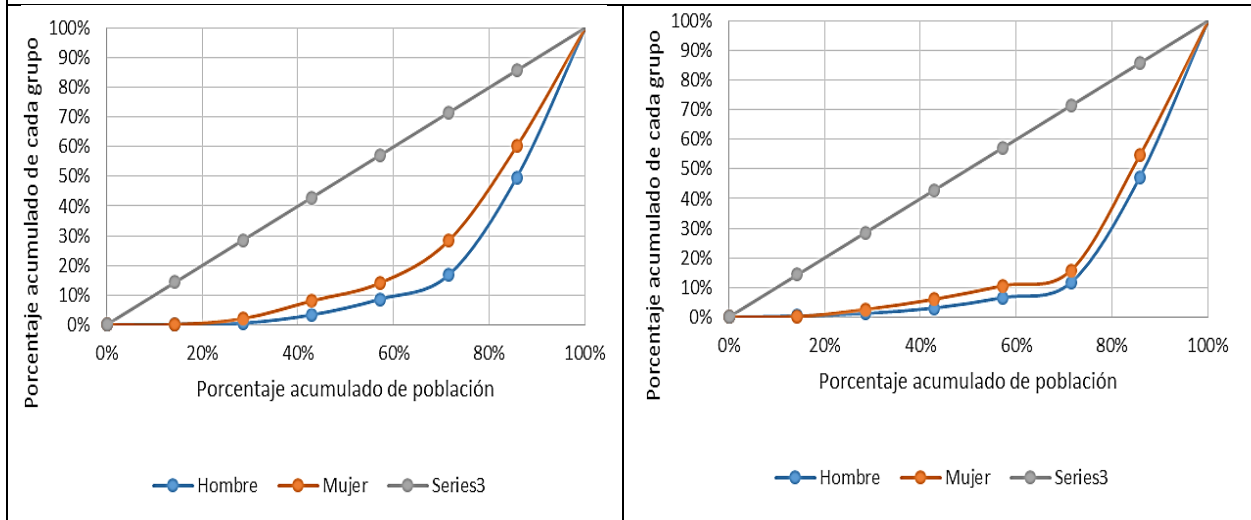 Porcentaje acumulado de cada grupo
100%
90%
80%
70%
60%
50%
40%
30%
20%
10%
0%
0% 20% 40% 60% 80% 100%
Porcentaje acumulado de población
Hombre Mujer Series3
Porcentaje acumulado de cada grupo
100%
90%
80%
70%
60%
50%
40%
30%
20%
10%
0%
0% 20% 40% 60% 80% 100%
Porcentaje acumulado de población
Hombre Mujer Series3